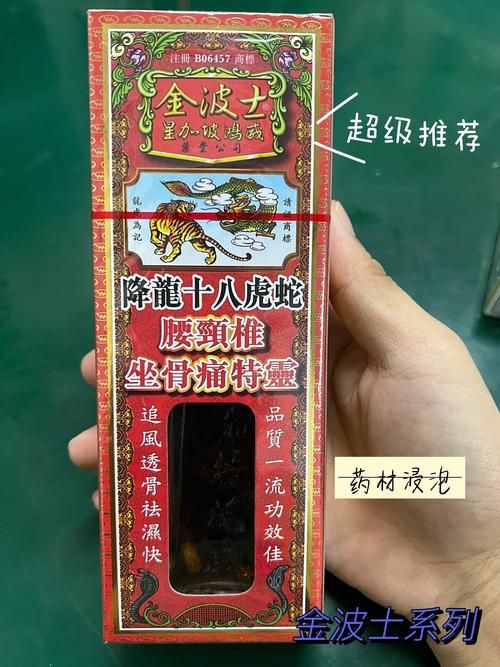 注冊 B06457 商標
金波士
星加坡鴻威
藥業公司
超级推荐
龍虎為記
請認商標
降龍十八虎蛇
腰頸椎
坐骨痛特靈
追風透骨祛濕快
品質一流功效佳
药材浸泡
金波士系列